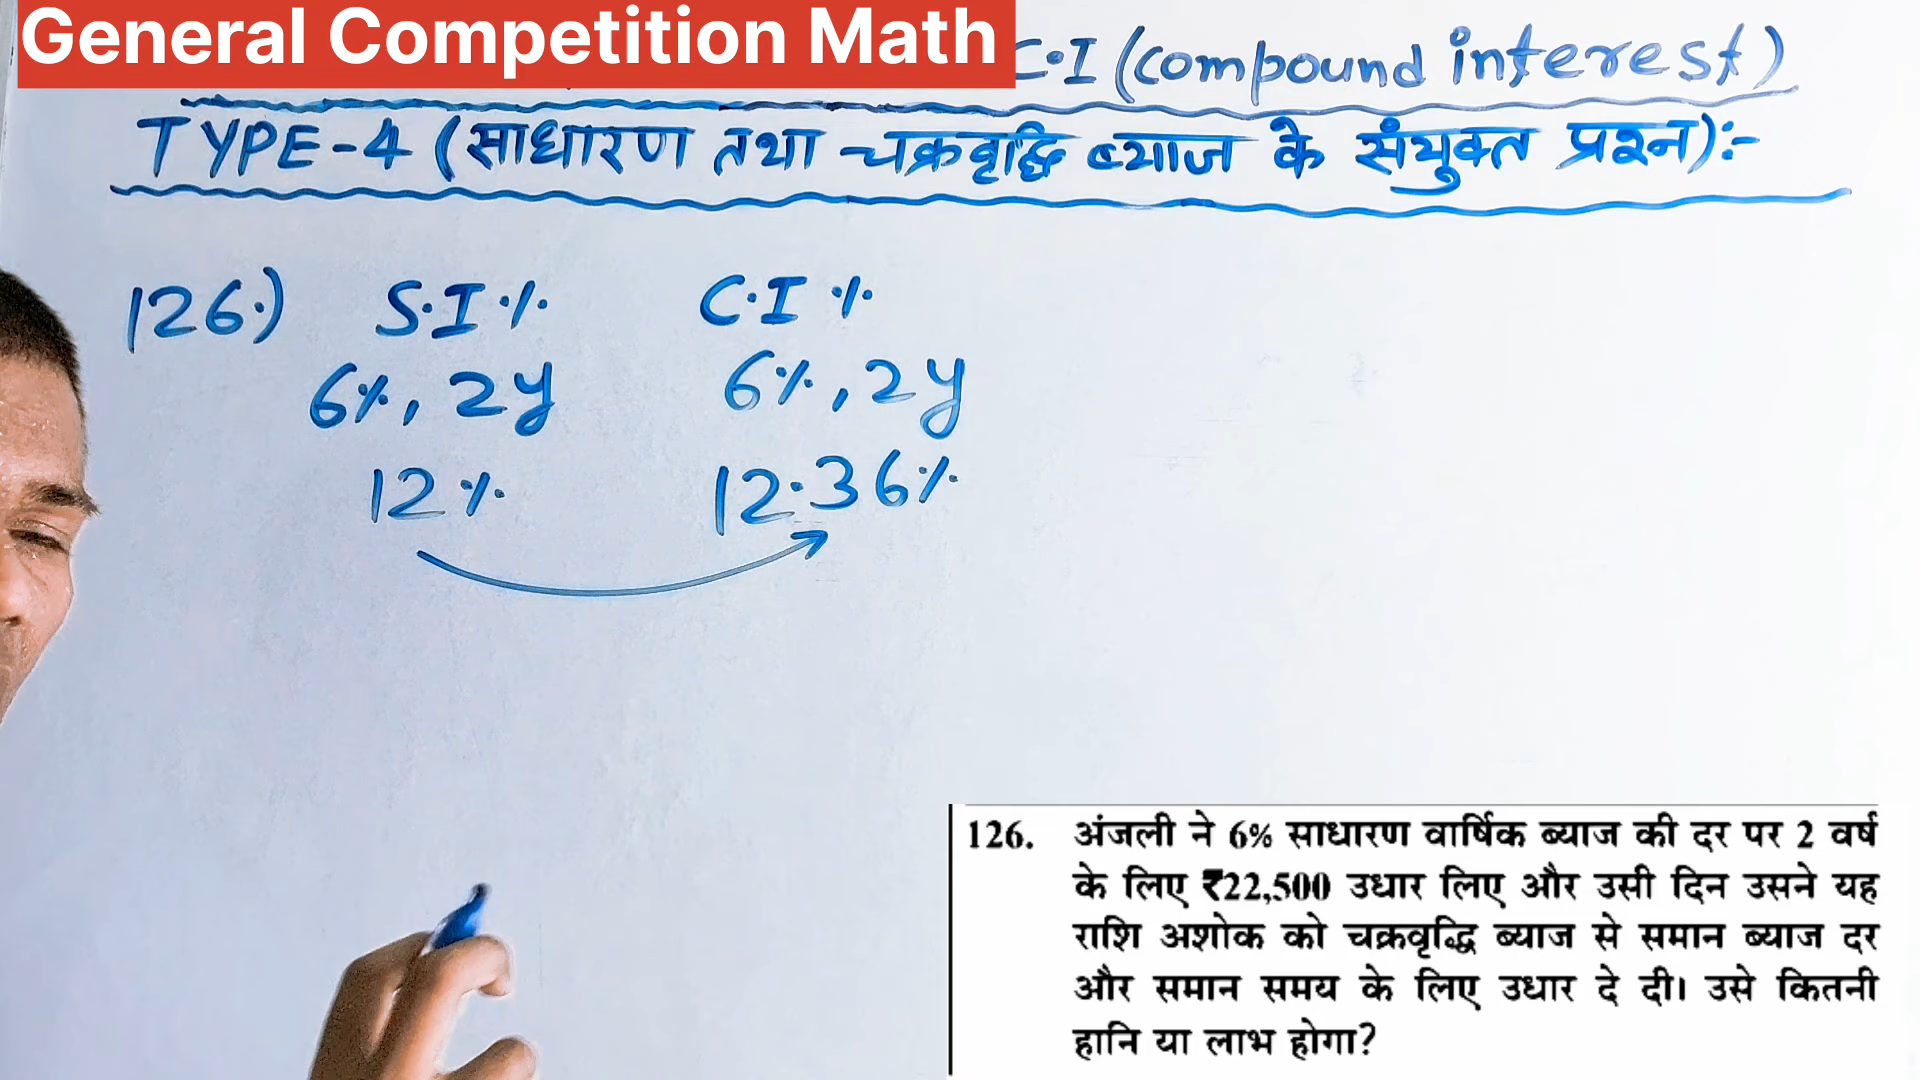 General Competition Math
C.I (compound interest)
TYPE-4 (साधारण तथा चक्रवृद्धि ब्याज के संयुक्त प्रश्न):-
126.) S.I % C.I %
6%, 2y 6%, 2y
12% 12.36%
126. अंजली ने 6% साधारण वार्षिक ब्याज की दर पर 2 वर्ष
के लिए ₹22,500 उधार लिए और उसी दिन उसने यह
राशि अशोक को चक्रवृद्धि ब्याज से समान ब्याज दर
और समान समय के लिए उधार दे दी। उसे कितनी
हानि या लाभ होगा?